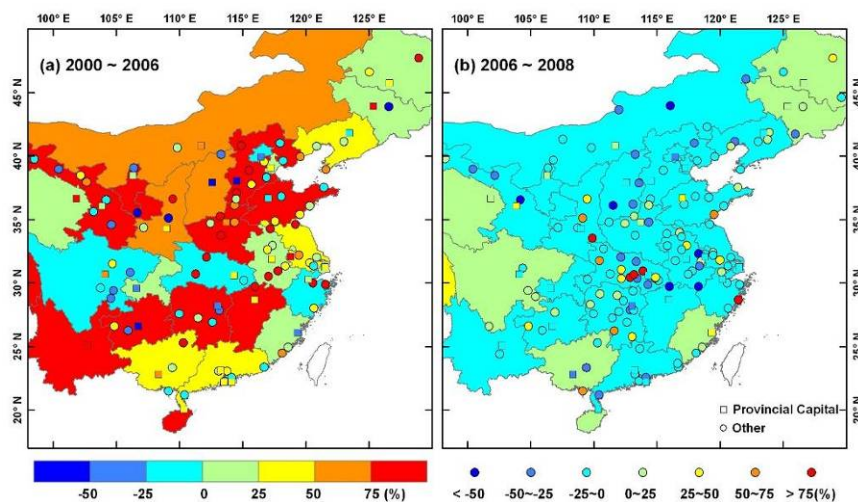 100° E 105° E 110° E 115° E 120° E 125° E 100° E 105° E 110° E 115° E 120° E 125° E
(a) 2000 ~ 2006
(b) 2006 ~ 2008
45° N
40° N
35° N
30° N
25° N
20° N
45° N
40° N
35° N
30° N
25° N
20° N
Provincial Capital
Other
-50 -25 0 25 50 75 (%)
< -50 -50~-25 -25~0 0~25 25~50 50~75 > 75(%)